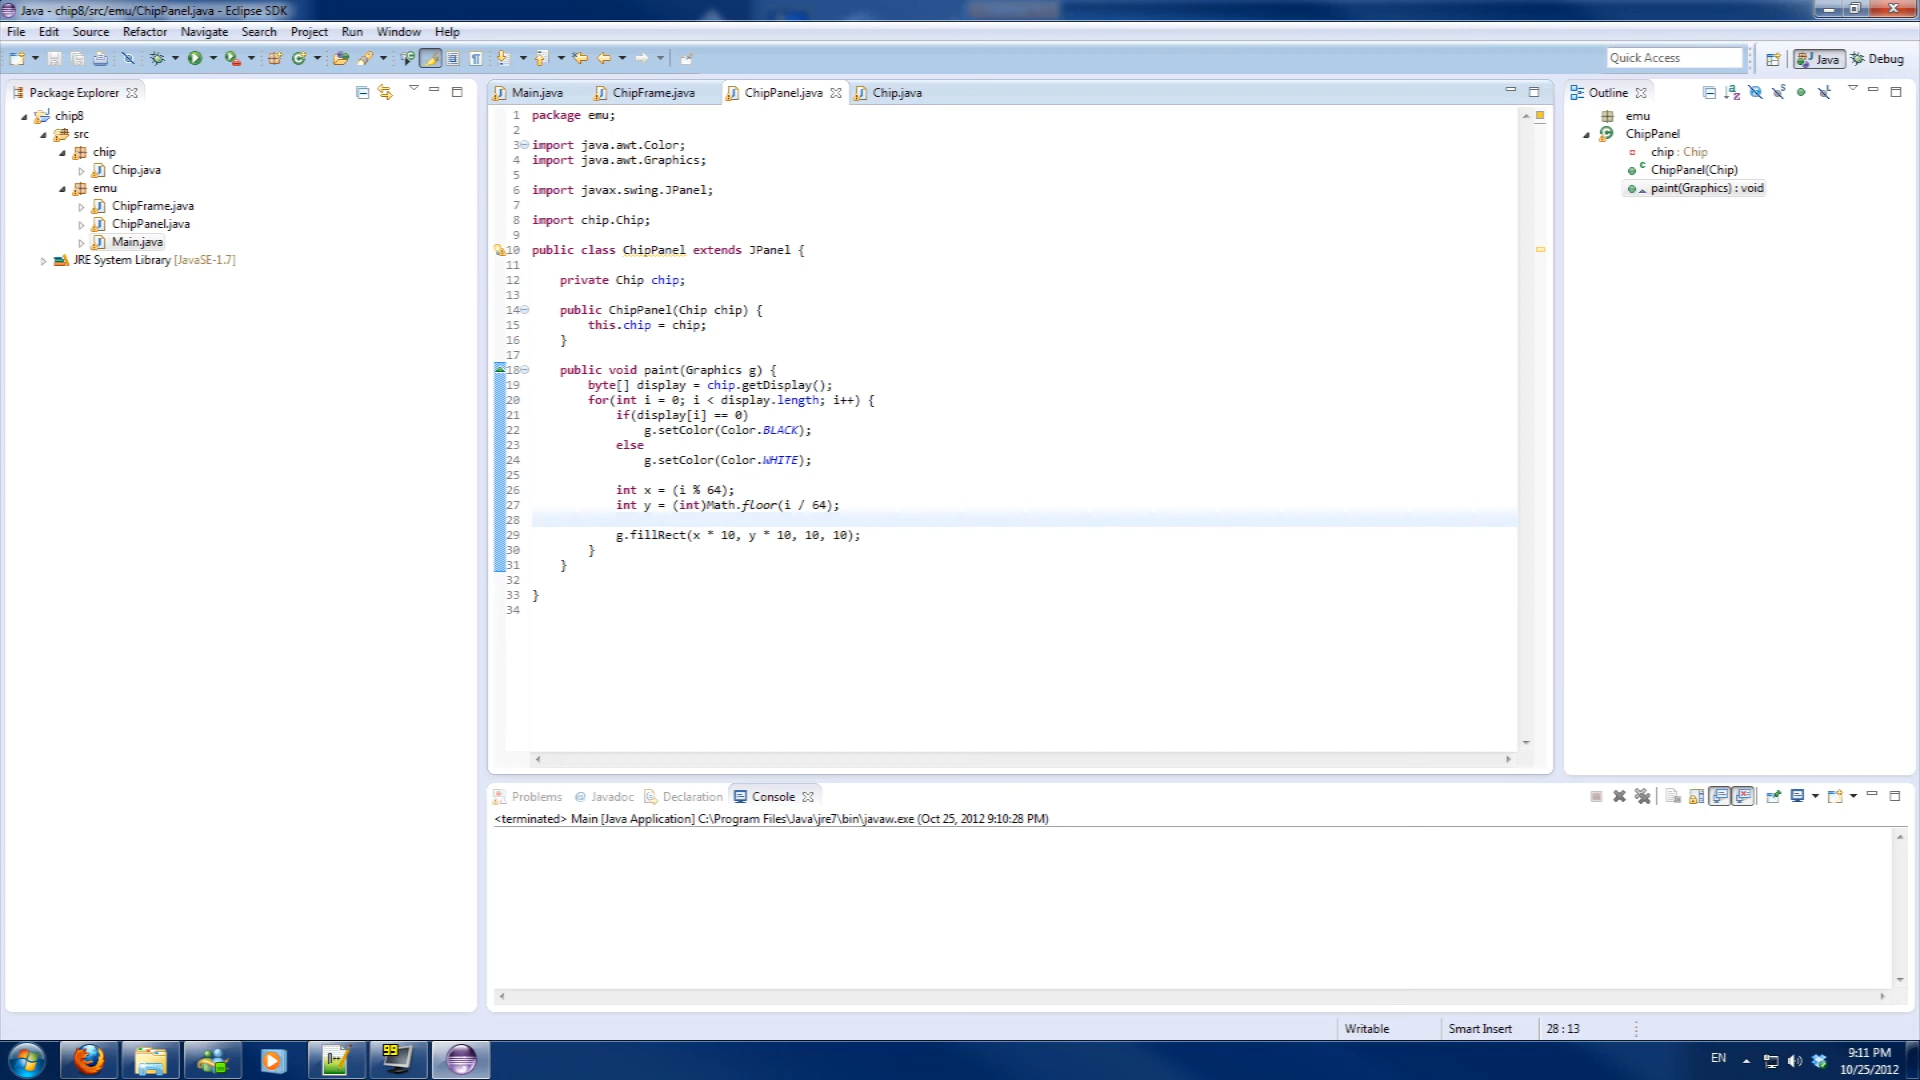 Java - chip8/src/emu/ChipPanel.java - Eclipse SDK
File Edit Source Refactor Navigate Search Project Run Window Help
Quick Access
Java
Debug
Package Explorer
chip8
src
chip
Chip.java
emu
ChipFrame.java
ChipPanel.java
Main.java
JRE System Library [JavaSE-1.7]
Main.java ChipFrame.java ChipPanel.java Chip.java
1 package emu;
2
3 import java.awt.Color;
4 import java.awt.Graphics;
5
6 import javax.swing.JPanel;
7
8 import chip.Chip;
9
10 public class ChipPanel extends JPanel {
11
12 private Chip chip;
13
14 public ChipPanel(Chip chip) {
15 this.chip = chip;
16 }
17
18 public void paint(Graphics g) {
19 byte[] display = chip.getDisplay();
20 for(int i = 0; i < display.length; i++) {
21 if(display[i] == 0)
22 g.setColor(Color.BLACK);
23 else
24 g.setColor(Color.WHITE);
25
26 int x = (i % 64);
27 int y = (int)Math.floor(i / 64);
28
29 g.fillRect(x * 10, y * 10, 10, 10);
30 }
31 }
32
33 }
34
Outline
emu
ChipPanel
chip : Chip
ChipPanel(Chip)
paint(Graphics) : void
Problems Javadoc Declaration Console
<terminated> Main [Java Application] C:\Program Files\Java\jre7\bin\javaw.exe (Oct 25, 2012 9:10:28 PM)
Writable Smart Insert 28 : 13
99
EN
9:11 PM
10/25/2012